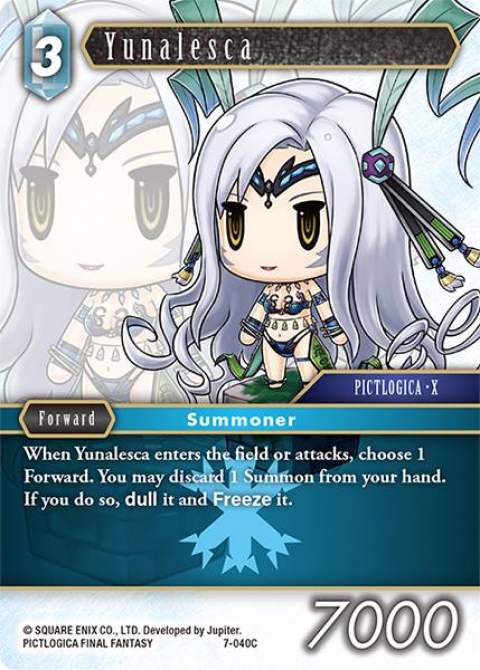 3
Yunalesca
PICTLOGICA · X
Forward
Summoner
When Yunalesca enters the field or attacks, choose 1
Forward. You may discard 1 Summon from your hand.
If you do so, dull it and Freeze it.
© SQUARE ENIX CO., LTD. Developed by Jupiter.
PICTLOGICA FINAL FANTASY
7-040C
7000